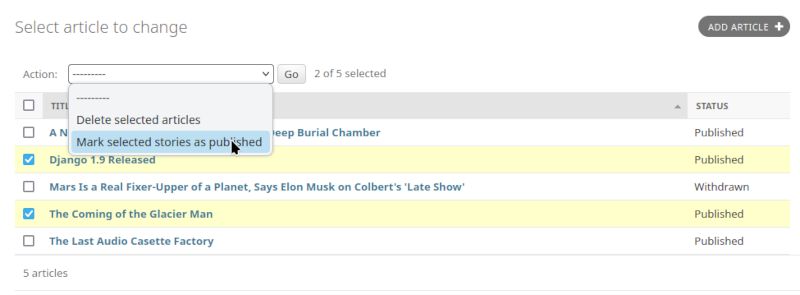 Select article to change
ADD ARTICLE +
Action: --------- Go 2 of 5 selected
---------
Delete selected articles
Mark selected stories as published
STATUS
Deep Burial Chamber Published
Django 1.9 Released Published
Mars Is a Real Fixer-Upper of a Planet, Says Elon Musk on Colbert's 'Late Show' Withdrawn
The Coming of the Glacier Man Published
The Last Audio Casette Factory Published
5 articles